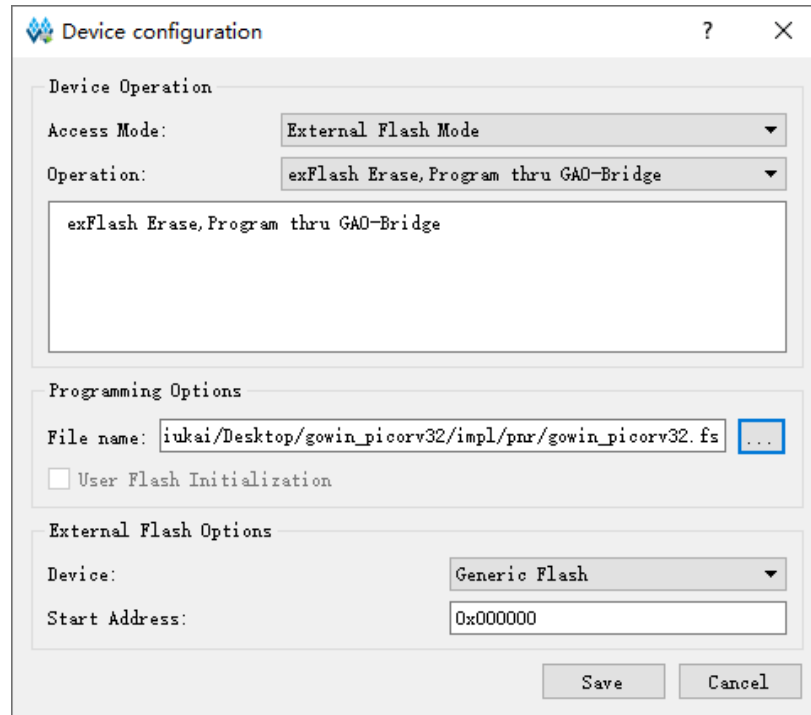 Device configuration
Device Operation
Access Mode: External Flash Mode
Operation: exFlash Erase,Program thru GAO-Bridge
exFlash Erase,Program thru GAO-Bridge
Programming Options
File name: iukai/Desktop/gowin_picorv32/impl/pnr/gowin_picorv32.fs ...
User Flash Initialization
External Flash Options
Device: Generic Flash
Start Address: 0x000000
Save Cancel